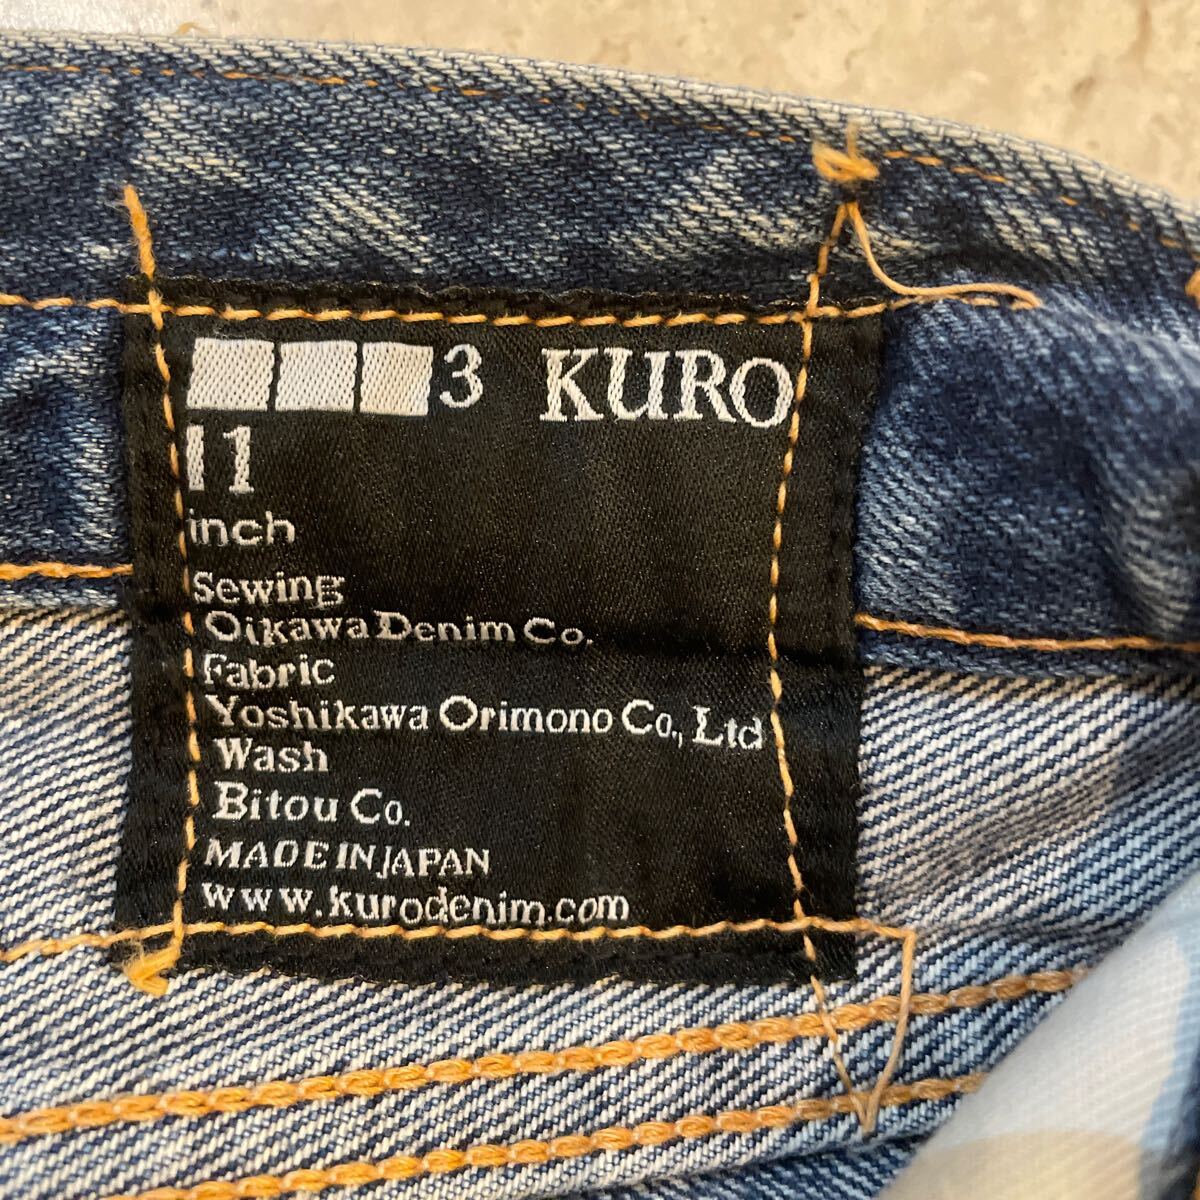 3 KURO
11
inch
Sewing
Oikawa Denim Co.
Fabric
Yoshikawa Orimono Co., Ltd
Wash
Bitou Co.
MADE IN JAPAN
www.kurodenim.com